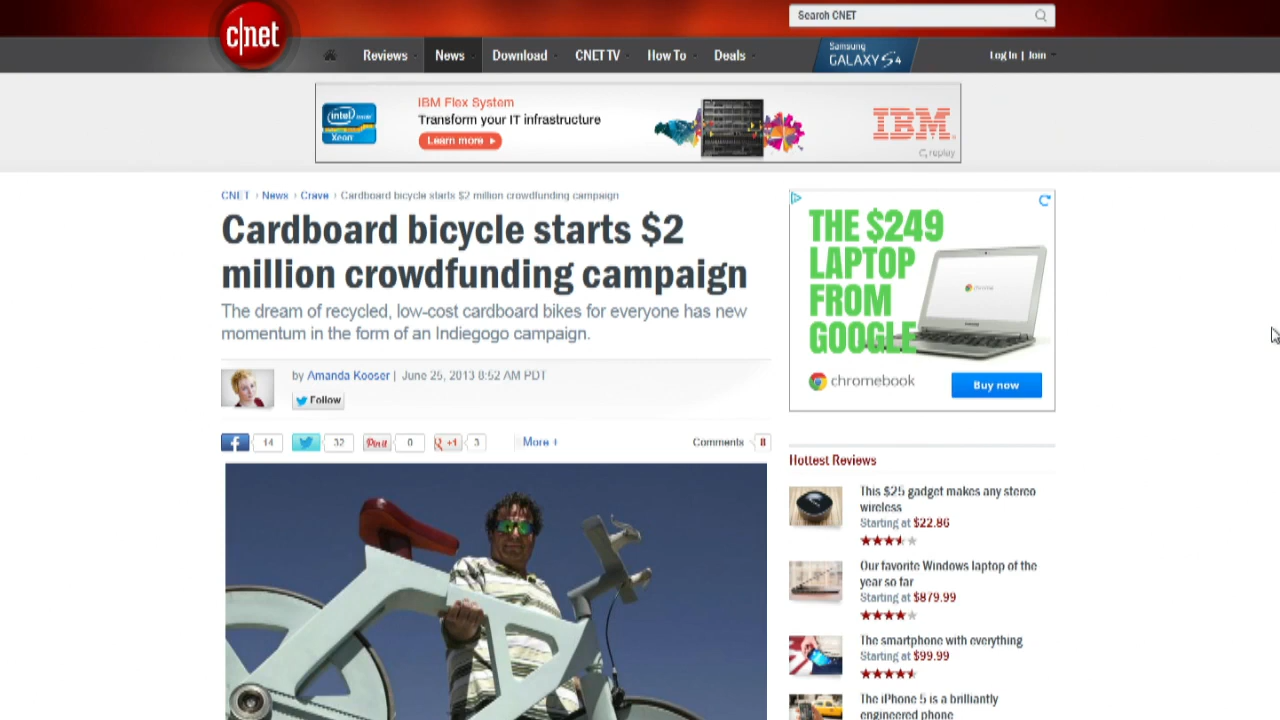 c|net
Search CNET
Reviews
News
Download
CNET TV
How To
Deals
Samsung
GALAXY S4
Log In | Join
intel
Xeon
IBM Flex System
Transform your IT infrastructure
Learn more
IBM
replay
CNET › News › Crave › Cardboard bicycle starts $2 million crowdfunding campaign
Cardboard bicycle starts $2
million crowdfunding campaign
The dream of recycled, low-cost cardboard bikes for everyone has new
momentum in the form of an Indiegogo campaign.
by Amanda Kooser | June 25, 2013 8:52 AM PDT
Follow
14
32
Pin it
0
+1
3
More +
Comments
8
THE $249
LAPTOP
FROM
GOOGLE
chrome
chromebook
Buy now
Hottest Reviews
This $25 gadget makes any stereo
wireless
Starting at $22.86
Our favorite Windows laptop of the
year so far
Starting at $879.99
The smartphone with everything
Starting at $99.99
The iPhone 5 is a brilliantly
engineered phone